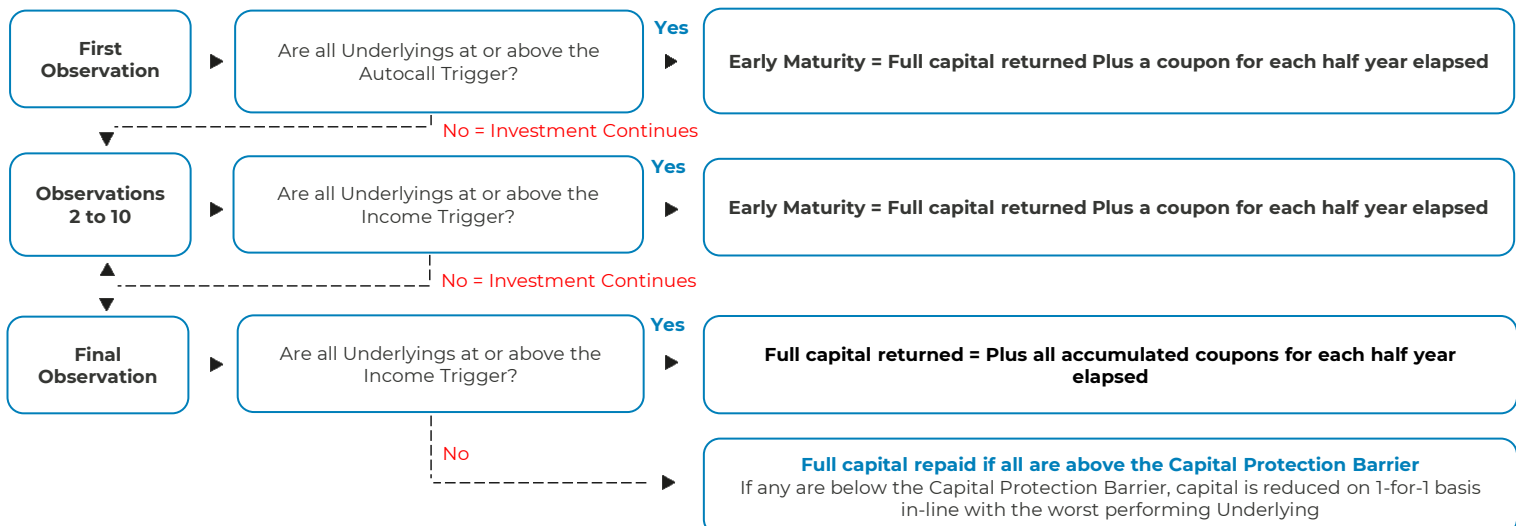 First
Observation
Are all Underlyings at or above the
Autocall Trigger?
Yes
Early Maturity = Full capital returned Plus a coupon for each half year elapsed
No = Investment Continues
Observations
2 to 10
Are all Underlyings at or above the
Income Trigger?
Yes
Early Maturity = Full capital returned Plus a coupon for each half year elapsed
No = Investment Continues
Final
Observation
Are all Underlyings at or above the
Income Trigger?
Yes
Full capital returned = Plus all accumulated coupons for each half year
elapsed
No
Full capital repaid if all are above the Capital Protection Barrier
If any are below the Capital Protection Barrier, capital is reduced on 1-for-1 basis
in-line with the worst performing Underlying